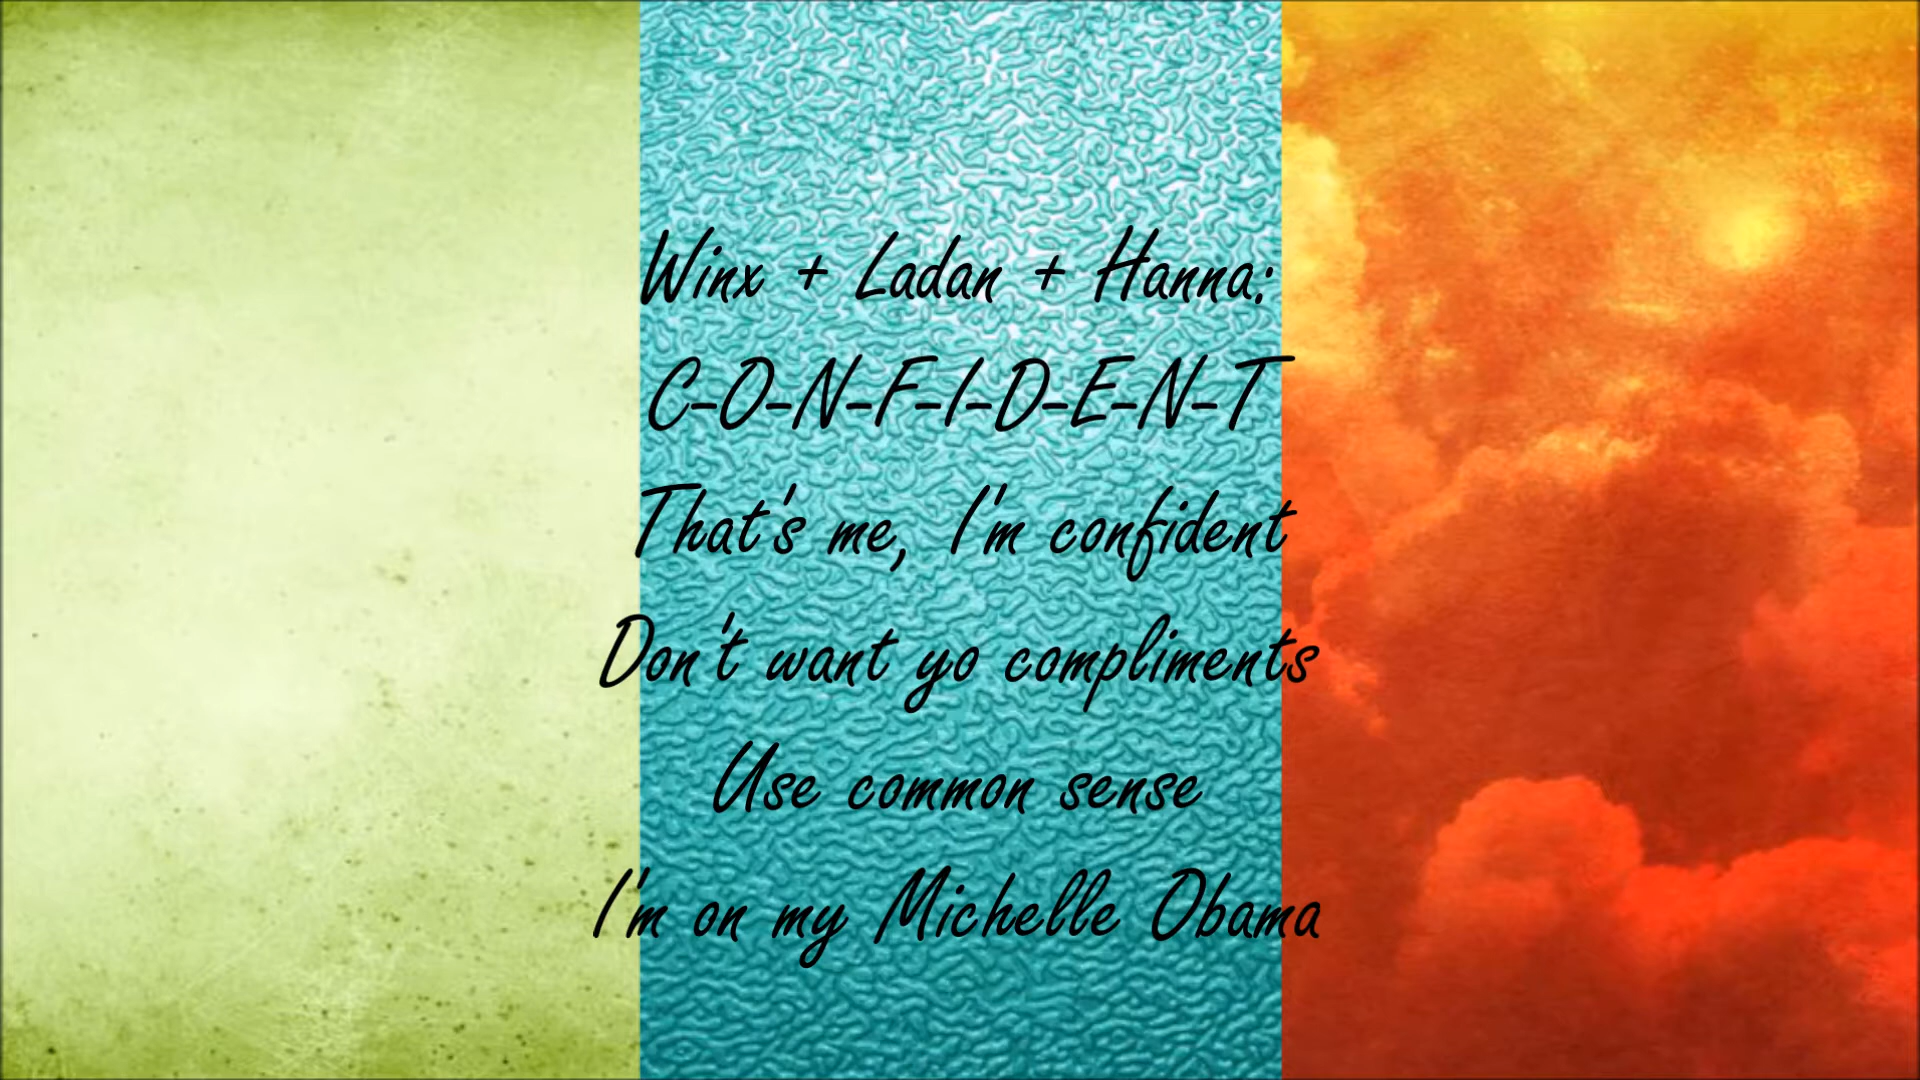 Winx + Ladan + Hanna:
C-O-N-F-I-D-E-N-T
That's me, I'm confident
Don't want yo compliments
Use common sense
I'm on my Michelle Obama